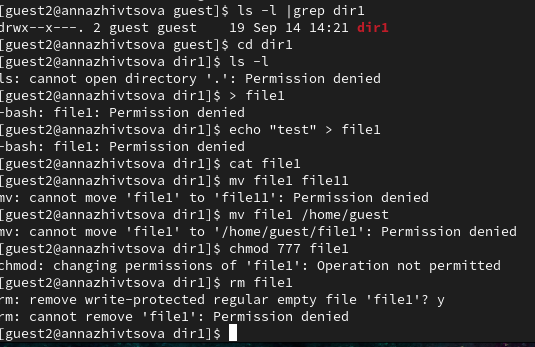 [guest2@annazhivtsova guest]$ ls -l |grep dir1
drwx--x---. 2 guest guest    19 Sep 14 14:21 dir1
[guest2@annazhivtsova guest]$ cd dir1
[guest2@annazhivtsova dir1]$ ls -l
ls: cannot open directory '.': Permission denied
[guest2@annazhivtsova dir1]$ > file1
-bash: file1: Permission denied
[guest2@annazhivtsova dir1]$ echo "test" > file1
-bash: file1: Permission denied
[guest2@annazhivtsova dir1]$ cat file1
[guest2@annazhivtsova dir1]$ mv file1 file11
mv: cannot move 'file1' to 'file11': Permission denied
[guest2@annazhivtsova dir1]$ mv file1 /home/guest
mv: cannot move 'file1' to '/home/guest/file1': Permission denied
[guest2@annazhivtsova dir1]$ chmod 777 file1
chmod: changing permissions of 'file1': Operation not permitted
[guest2@annazhivtsova dir1]$ rm file1
rm: remove write-protected regular empty file 'file1'? y
rm: cannot remove 'file1': Permission denied
[guest2@annazhivtsova dir1]$